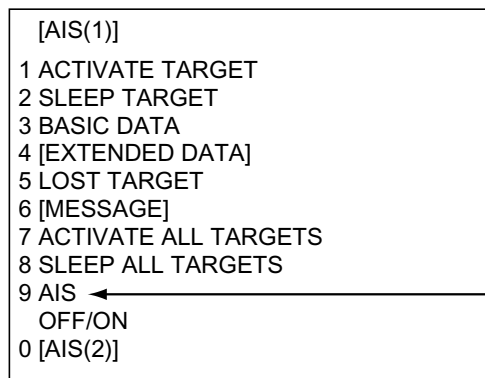 [AIS(1)]
1 ACTIVATE TARGET
2 SLEEP TARGET
3 BASIC DATA
4 [EXTENDED DATA]
5 LOST TARGET
6 [MESSAGE]
7 ACTIVATE ALL TARGETS
8 SLEEP ALL TARGETS
9 AIS
OFF/ON
0 [AIS(2)]